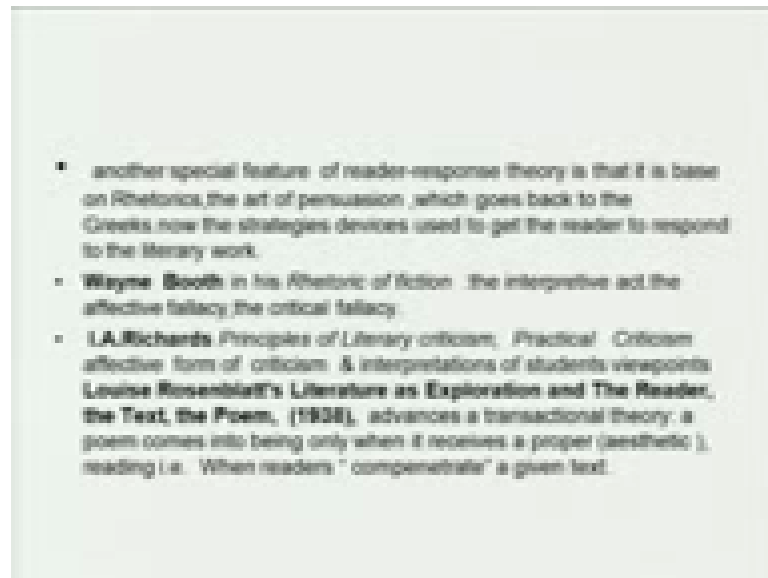 another special feature of reader-response theory is that it is base
on Rhetorics,the art of persuasion ,which goes back to the
Greeks.now the strategies devices used to get the reader to respond
to the literary work.
Wayne Booth in his Rhetoric of fiction the interpretive act.the
affective fallacy,the critical fallacy.
I.A.Richards Principles of Literary criticism, Practical Criticism
affective form of criticism & interpretations of students viewpoints
Louise Rosenblatt's Literature as Exploration and The Reader,
the Text, the Poem, (1938), advances a transactional theory: a
poem comes into being only when it receives a proper (aesthetic ),
reading i.e. When readers " compenetrate" a given text.